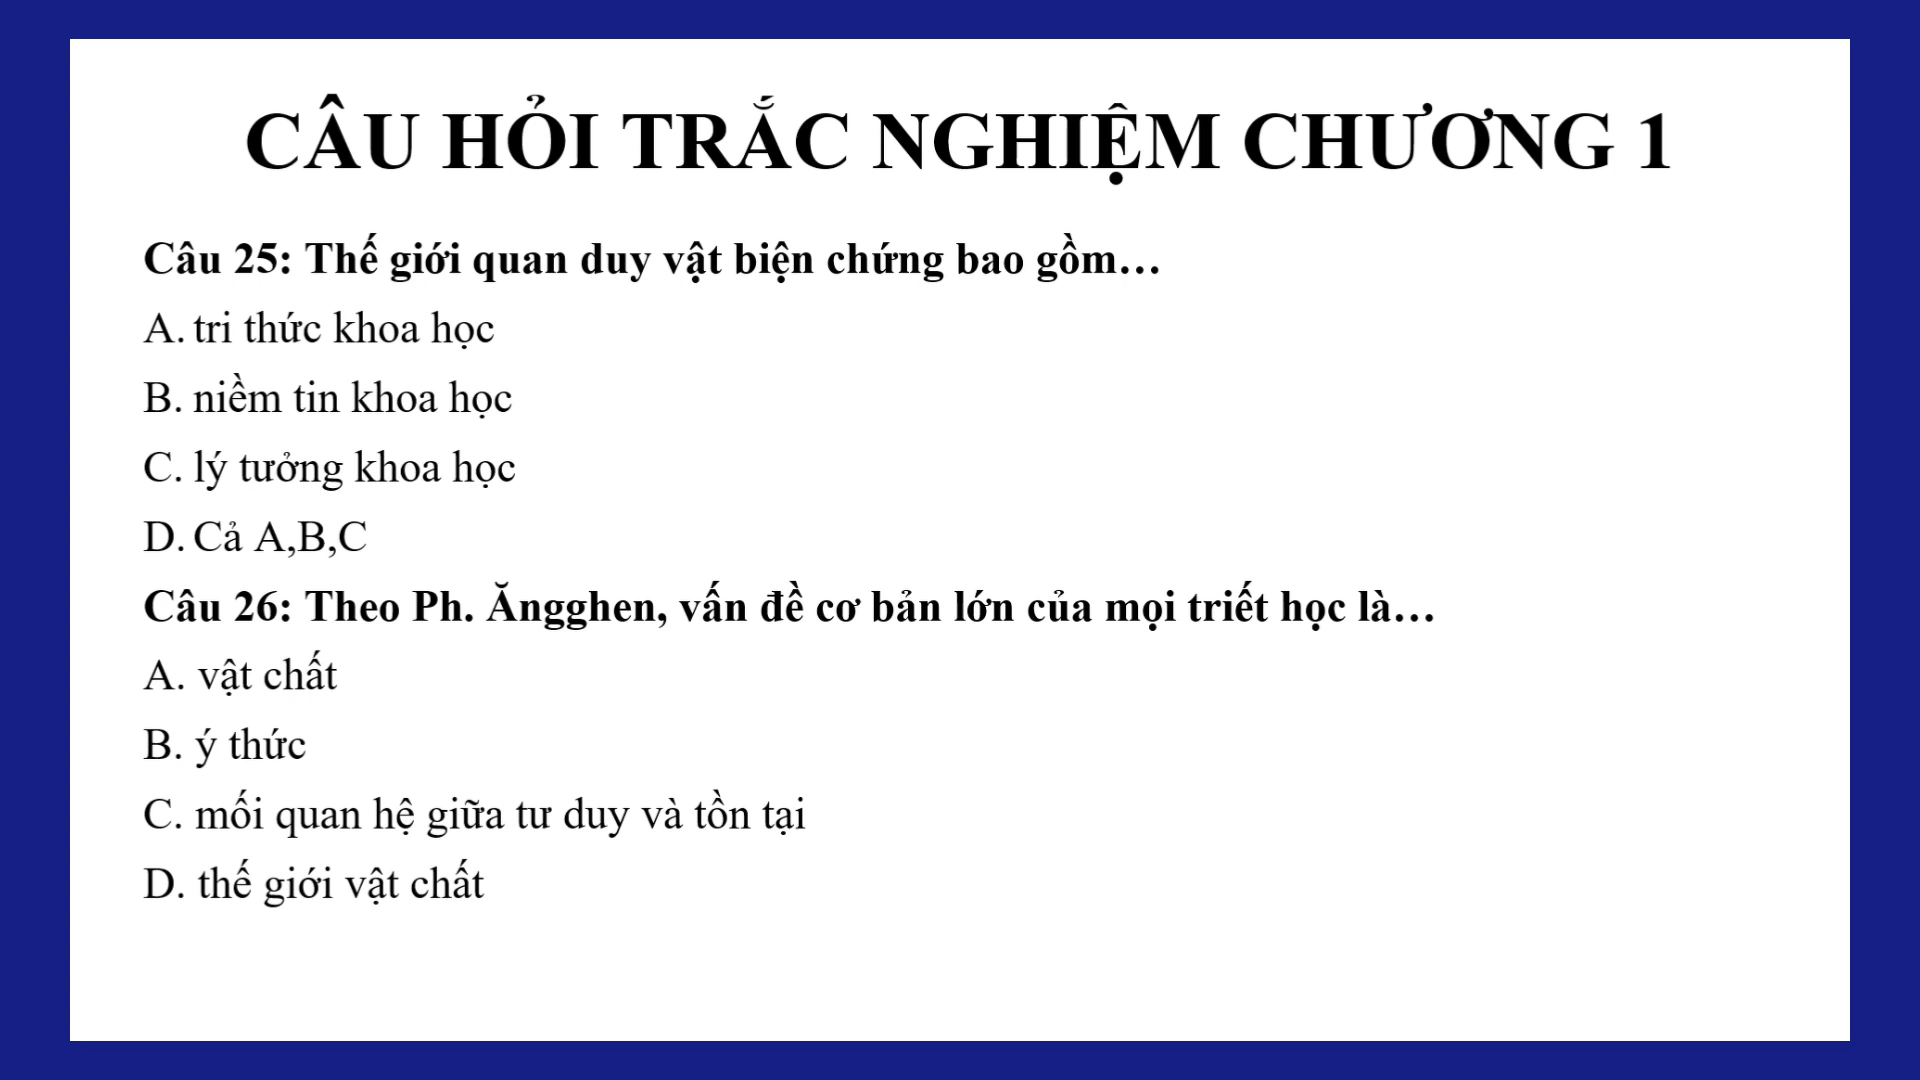 CÂU HỎI TRẮC NGHIỆM CHƯƠNG 1
Câu 25: Thế giới quan duy vật biện chứng bao gồm…
A. tri thức khoa học
B. niềm tin khoa học
C. lý tưởng khoa học
D. Cả A,B,C
Câu 26: Theo Ph. Ăngghen, vấn đề cơ bản lớn của mọi triết học là…
A. vật chất
B. ý thức
C. mối quan hệ giữa tư duy và tồn tại
D. thế giới vật chất